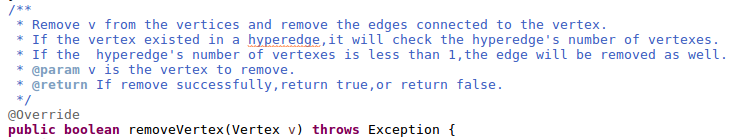 /**
 * Remove v from the vertices and remove the edges connected to the vertex.
 * If the vertex existed in a hyperedge,it will check the hyperedge's number of vertexes.
 * If the  hyperedge's number of vertexes is less than 1,the edge will be removed as well.
 * @param v is the vertex to remove.
 * @return If remove successfully,return true,or return false.
 */
@Override
public boolean removeVertex(Vertex v) throws Exception {